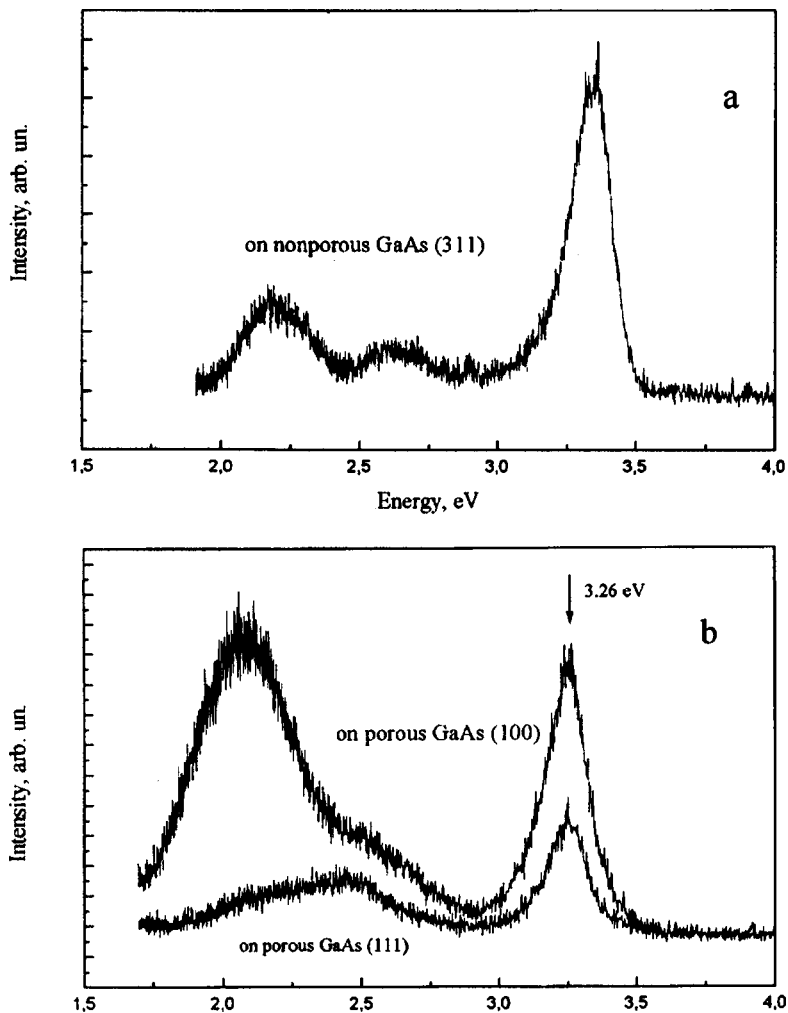 Intensity, arb. un.
a
on nonporous GaAs (311)
1,5 2,0 2,5 3,0 3,5 4,0
Energy, eV
Intensity, arb. un.
3.26 eV
b
on porous GaAs (100)
on porous GaAs (111)
1,5 2,0 2,5 3,0 3,5 4,0